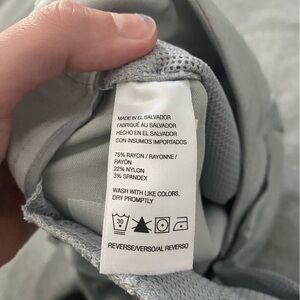 MADE IN EL SALVADOR
FABRIQUÉ AU SALVADOR
HECHO EN EL SALVADOR
CON INSUMOS IMPORTADOS
75% RAYON / RAYONNE /
RAYÓN
22% NYLON
3% SPANDEX
WASH WITH LIKE COLORS,
DRY PROMPTLY
30
REVERSE/VERSO/AL REVERSO